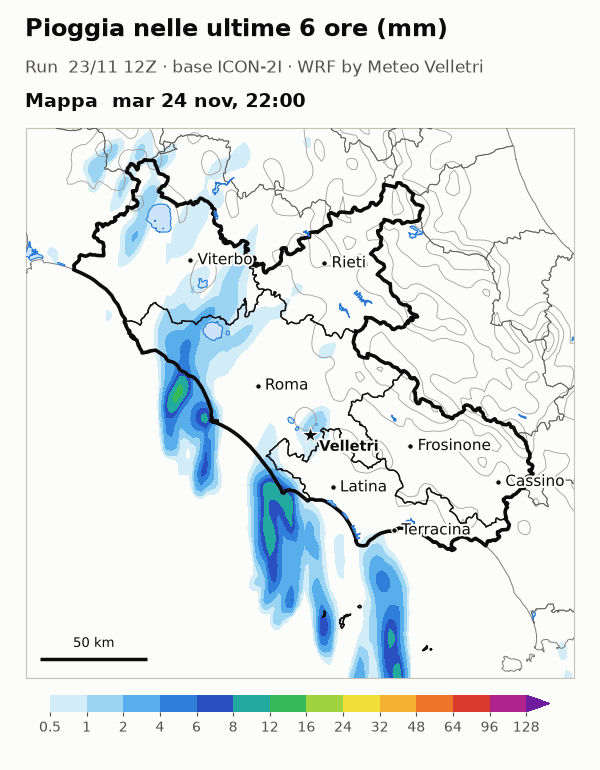 Pioggia nelle ultime 6 ore (mm)
Run  23/11 12Z · base ICON-2I · WRF by Meteo Velletri
Mappa  mar 24 nov, 22:00
Viterbo
Rieti
Roma
Velletri
Frosinone
Cassino
Latina
Terracina
50 km
0.5 1 2 4 6 8 12 16 24 32 48 64 96 128